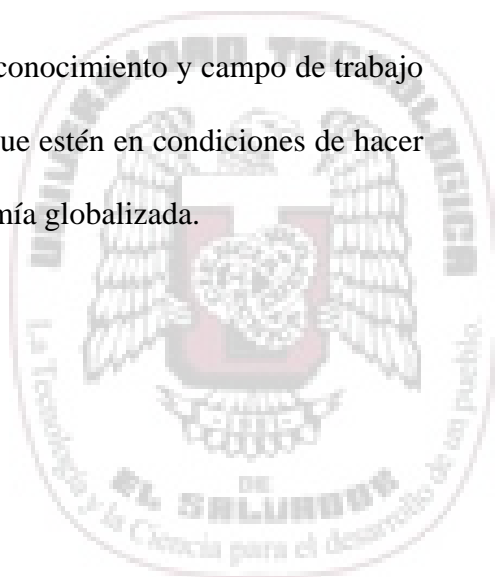 conocimiento y campo de trabajo
ue estén en condiciones de hacer
mía globalizada.
UNIVERSIDAD TECNOLOGICA
La Tecnología y la Ciencia para el desarrollo de un pueblo.
DE
EL SALVADOR